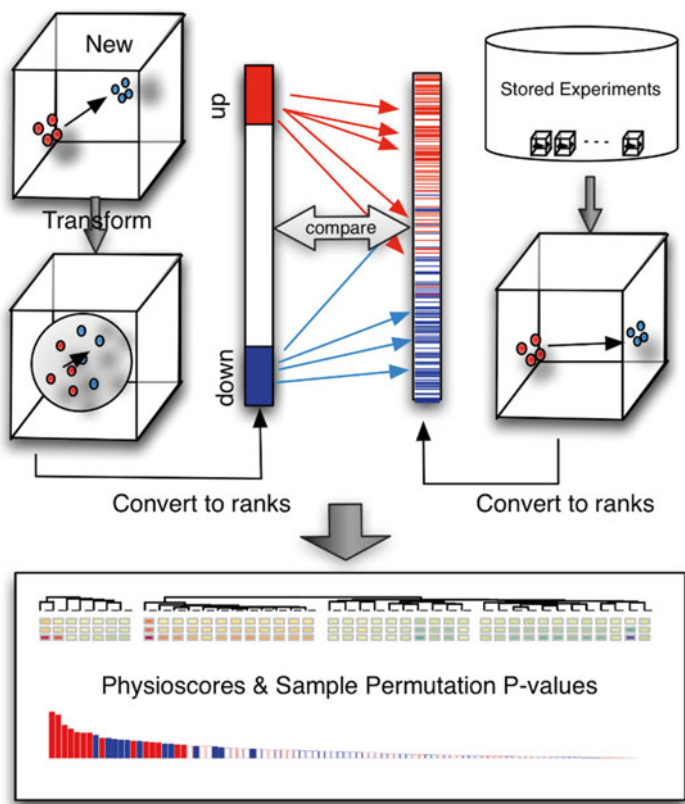 New
Transform
up
down
compare
Stored Experiments
Convert to ranks
Convert to ranks
Physioscores & Sample Permutation P-values